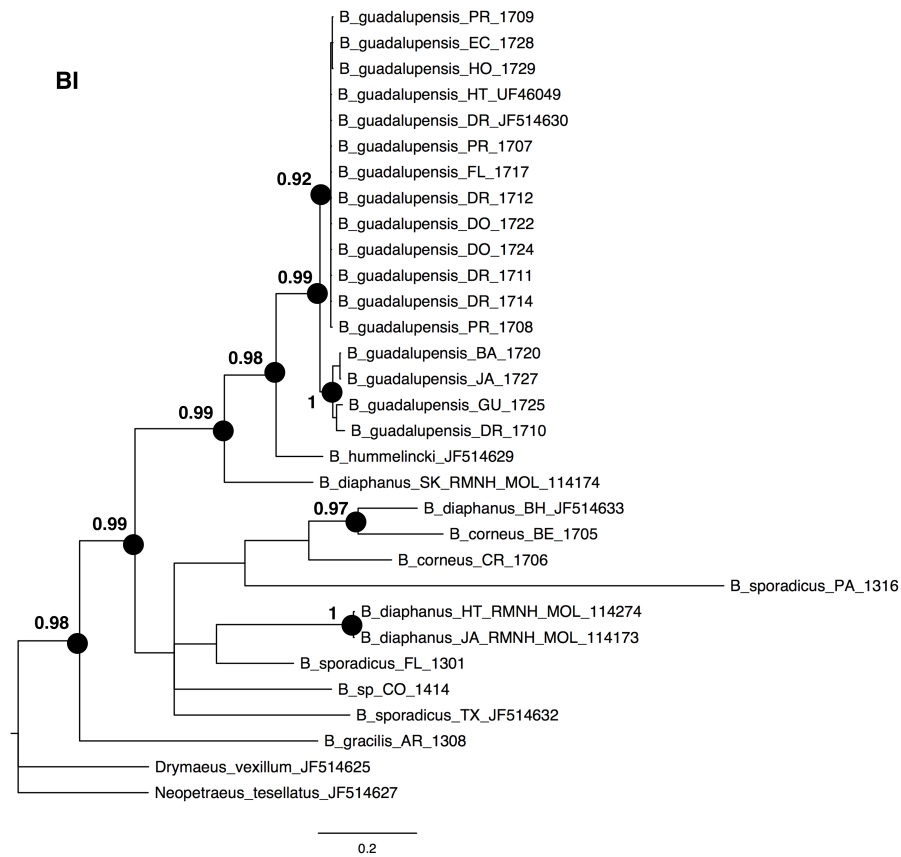 BI
B_guadalupensis_PR_1709
B_guadalupensis_EC_1728
B_guadalupensis_HO_1729
B_guadalupensis_HT_UF46049
B_guadalupensis_DR_JF514630
B_guadalupensis_PR_1707
B_guadalupensis_FL_1717
0.92
B_guadalupensis_DR_1712
B_guadalupensis_DO_1722
B_guadalupensis_DO_1724
0.99
B_guadalupensis_DR_1711
B_guadalupensis_DR_1714
B_guadalupensis_PR_1708
0.98
B_guadalupensis_BA_1720
B_guadalupensis_JA_1727
1
B_guadalupensis_GU_1725
0.99
B_guadalupensis_DR_1710
B_hummelincki_JF514629
B_diaphanus_SK_RMNH_MOL_114174
0.97
B_diaphanus_BH_JF514633
0.99
B_corneus_BE_1705
B_corneus_CR_1706
B_sporadicus_PA_1316
1
B_diaphanus_HT_RMNH_MOL_114274
0.98
B_diaphanus_JA_RMNH_MOL_114173
B_sporadicus_FL_1301
B_sp_CO_1414
B_sporadicus_TX_JF514632
B_gracilis_AR_1308
Drymaeus_vexillum_JF514625
Neopetraeus_tesellatus_JF514627
0.2